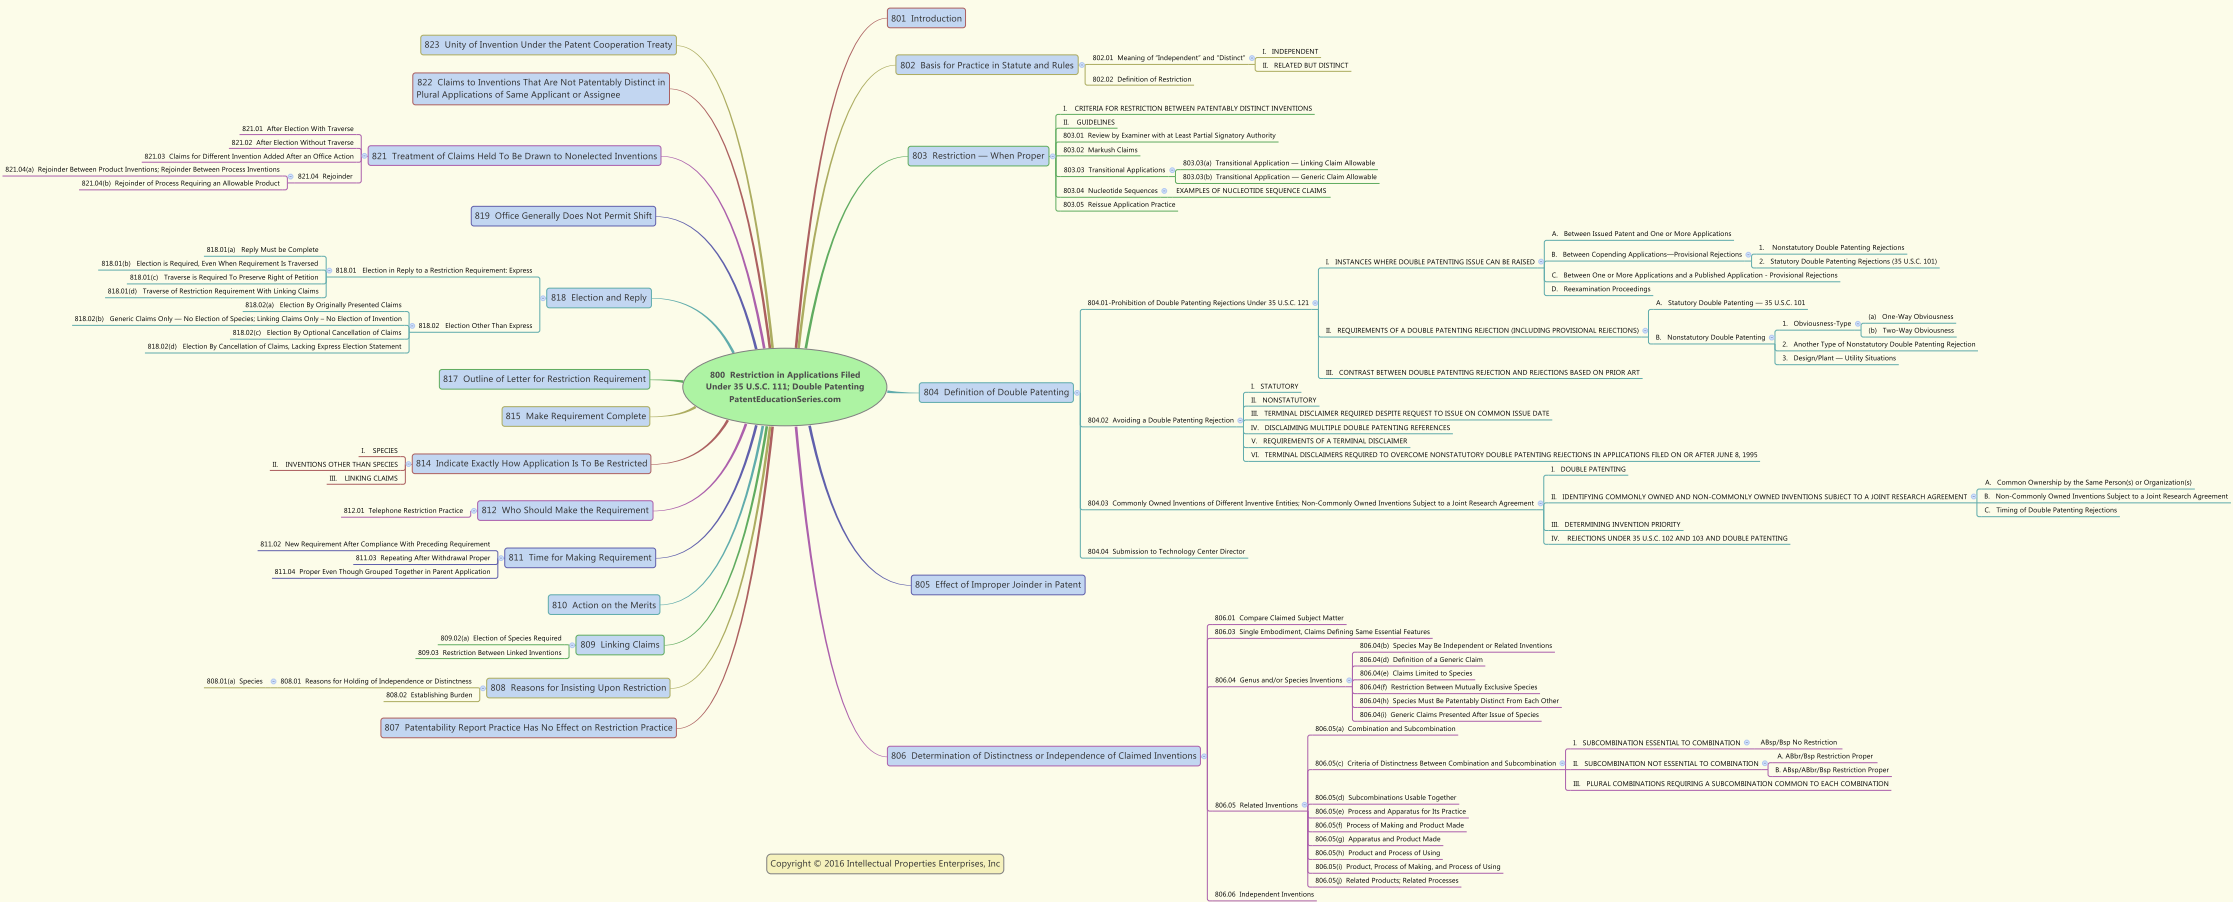 800 Restriction in Applications Filed
Under 35 U.S.C. 111; Double Patenting
PatentEducationSeries.com
801 Introduction
802 Basis for Practice in Statute and Rules
802.01 Meaning of “Independent” and “Distinct”
I. INDEPENDENT
II. RELATED BUT DISTINCT
802.02 Definition of Restriction
803 Restriction — When Proper
I. CRITERIA FOR RESTRICTION BETWEEN PATENTABLY DISTINCT INVENTIONS
II. GUIDELINES
803.01 Review by Examiner with at Least Partial Signatory Authority
803.02 Markush Claims
803.03 Transitional Applications
803.03(a) Transitional Application — Linking Claim Allowable
803.03(b) Transitional Application — Generic Claim Allowable
803.04 Nucleotide Sequences
EXAMPLES OF NUCLEOTIDE SEQUENCE CLAIMS
803.05 Reissue Application Practice
804 Definition of Double Patenting
804.01-Prohibition of Double Patenting Rejections Under 35 U.S.C. 121
I. INSTANCES WHERE DOUBLE PATENTING ISSUE CAN BE RAISED
A. Between Issued Patent and One or More Applications
B. Between Copending Applications—Provisional Rejections
1. Nonstatutory Double Patenting Rejections
2. Statutory Double Patenting Rejections (35 U.S.C. 101)
C. Between One or More Applications and a Published Application - Provisional Rejections
D. Reexamination Proceedings
II. REQUIREMENTS OF A DOUBLE PATENTING REJECTION (INCLUDING PROVISIONAL REJECTIONS)
A. Statutory Double Patenting — 35 U.S.C. 101
B. Nonstatutory Double Patenting
1. Obviousness-Type
(a) One-Way Obviousness
(b) Two-Way Obviousness
2. Another Type of Nonstatutory Double Patenting Rejection
3. Design/Plant — Utility Situations
III. CONTRAST BETWEEN DOUBLE PATENTING REJECTION AND REJECTIONS BASED ON PRIOR ART
804.02 Avoiding a Double Patenting Rejection
I. STATUTORY
II. NONSTATUTORY
III. TERMINAL DISCLAIMER REQUIRED DESPITE REQUEST TO ISSUE ON COMMON ISSUE DATE
IV. DISCLAIMING MULTIPLE DOUBLE PATENTING REFERENCES
V. REQUIREMENTS OF A TERMINAL DISCLAIMER
VI. TERMINAL DISCLAIMERS REQUIRED TO OVERCOME NONSTATUTORY DOUBLE PATENTING REJECTIONS IN APPLICATIONS FILED ON OR AFTER JUNE 8, 1995
804.03 Commonly Owned Inventions of Different Inventive Entities; Non-Commonly Owned Inventions Subject to a Joint Research Agreement
I. DOUBLE PATENTING
II. IDENTIFYING COMMONLY OWNED AND NON-COMMONLY OWNED INVENTIONS SUBJECT TO A JOINT RESEARCH AGREEMENT
A. Common Ownership by the Same Person(s) or Organization(s)
B. Non-Commonly Owned Inventions Subject to a Joint Research Agreement
C. Timing of Double Patenting Rejections
III. DETERMINING INVENTION PRIORITY
IV. REJECTIONS UNDER 35 U.S.C. 102 AND 103 AND DOUBLE PATENTING
804.04 Submission to Technology Center Director
805 Effect of Improper Joinder in Patent
806 Determination of Distinctness or Independence of Claimed Inventions
806.01 Compare Claimed Subject Matter
806.03 Single Embodiment, Claims Defining Same Essential Features
806.04 Genus and/or Species Inventions
806.04(b) Species May Be Independent or Related Inventions
806.04(d) Definition of a Generic Claim
806.04(e) Claims Limited to Species
806.04(f) Restriction Between Mutually Exclusive Species
806.04(h) Species Must Be Patentably Distinct From Each Other
806.04(i) Generic Claims Presented After Issue of Species
806.05 Related Inventions
806.05(a) Combination and Subcombination
806.05(c) Criteria of Distinctness Between Combination and Subcombination
I. SUBCOMBINATION ESSENTIAL TO COMBINATION
ABsp/Bsp No Restriction
II. SUBCOMBINATION NOT ESSENTIAL TO COMBINATION
A. ABbr/Bsp Restriction Proper
B. ABsp/ABbr/Bsp Restriction Proper
III. PLURAL COMBINATIONS REQUIRING A SUBCOMBINATION COMMON TO EACH COMBINATION
806.05(d) Subcombinations Usable Together
806.05(e) Process and Apparatus for Its Practice
806.05(f) Process of Making and Product Made
806.05(g) Apparatus and Product Made
806.05(h) Product and Process of Using
806.05(i) Product, Process of Making, and Process of Using
806.05(j) Related Products; Related Processes
806.06 Independent Inventions
807 Patentability Report Practice Has No Effect on Restriction Practice
808 Reasons for Insisting Upon Restriction
808.01 Reasons for Holding of Independence or Distinctness
808.01(a) Species
808.02 Establishing Burden
809 Linking Claims
809.02(a) Election of Species Required
809.03 Restriction Between Linked Inventions
810 Action on the Merits
811 Time for Making Requirement
811.02 New Requirement After Compliance With Preceding Requirement
811.03 Repeating After Withdrawal Proper
811.04 Proper Even Though Grouped Together in Parent Application
812 Who Should Make the Requirement
812.01 Telephone Restriction Practice
814 Indicate Exactly How Application Is To Be Restricted
I. SPECIES
II. INVENTIONS OTHER THAN SPECIES
III. LINKING CLAIMS
815 Make Requirement Complete
817 Outline of Letter for Restriction Requirement
818 Election and Reply
818.01 Election in Reply to a Restriction Requirement: Express
818.01(a) Reply Must be Complete
818.01(b) Election is Required, Even When Requirement Is Traversed
818.01(c) Traverse is Required To Preserve Right of Petition
818.01(d) Traverse of Restriction Requirement With Linking Claims
818.02 Election Other Than Express
818.02(a) Election By Originally Presented Claims
818.02(b) Generic Claims Only — No Election of Species; Linking Claims Only – No Election of Invention
818.02(c) Election By Optional Cancellation of Claims
818.02(d) Election By Cancellation of Claims, Lacking Express Election Statement
819 Office Generally Does Not Permit Shift
821 Treatment of Claims Held To Be Drawn to Nonelected Inventions
821.01 After Election With Traverse
821.02 After Election Without Traverse
821.03 Claims for Different Invention Added After an Office Action
821.04 Rejoinder
821.04(a) Rejoinder Between Product Inventions; Rejoinder Between Process Inventions
821.04(b) Rejoinder of Process Requiring an Allowable Product
822 Claims to Inventions That Are Not Patentably Distinct in
Plural Applications of Same Applicant or Assignee
823 Unity of Invention Under the Patent Cooperation Treaty
Copyright © 2016 Intellectual Properties Enterprises, Inc